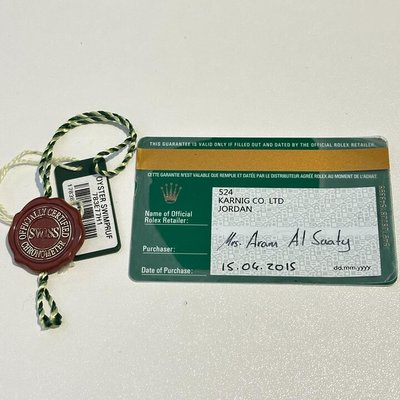 OFFICIALLY CERTIFIED
SWISS
CHRONOMETER
OYSTER SWIMPRUF
THIS GUARANTEE IS VALID ONLY IF FILLED OUT AND DATED BY THE OFFICIAL ROLEX RETAILER.
CETTE GARANTIE N'EST VALABLE QUE REMPLIE ET DATÉE PAR LE DISTRIBUTEUR AGRÉÉ ROLEX AU MOMENT DE L'ACHAT.
Name of Official
Rolex Retailer:
524
KARNIG CO. LTD
JORDAN
Purchaser:
Mrs. Aram Al Saaty
Date of Purchase:
15.04.2015
dd.mm.yyyy